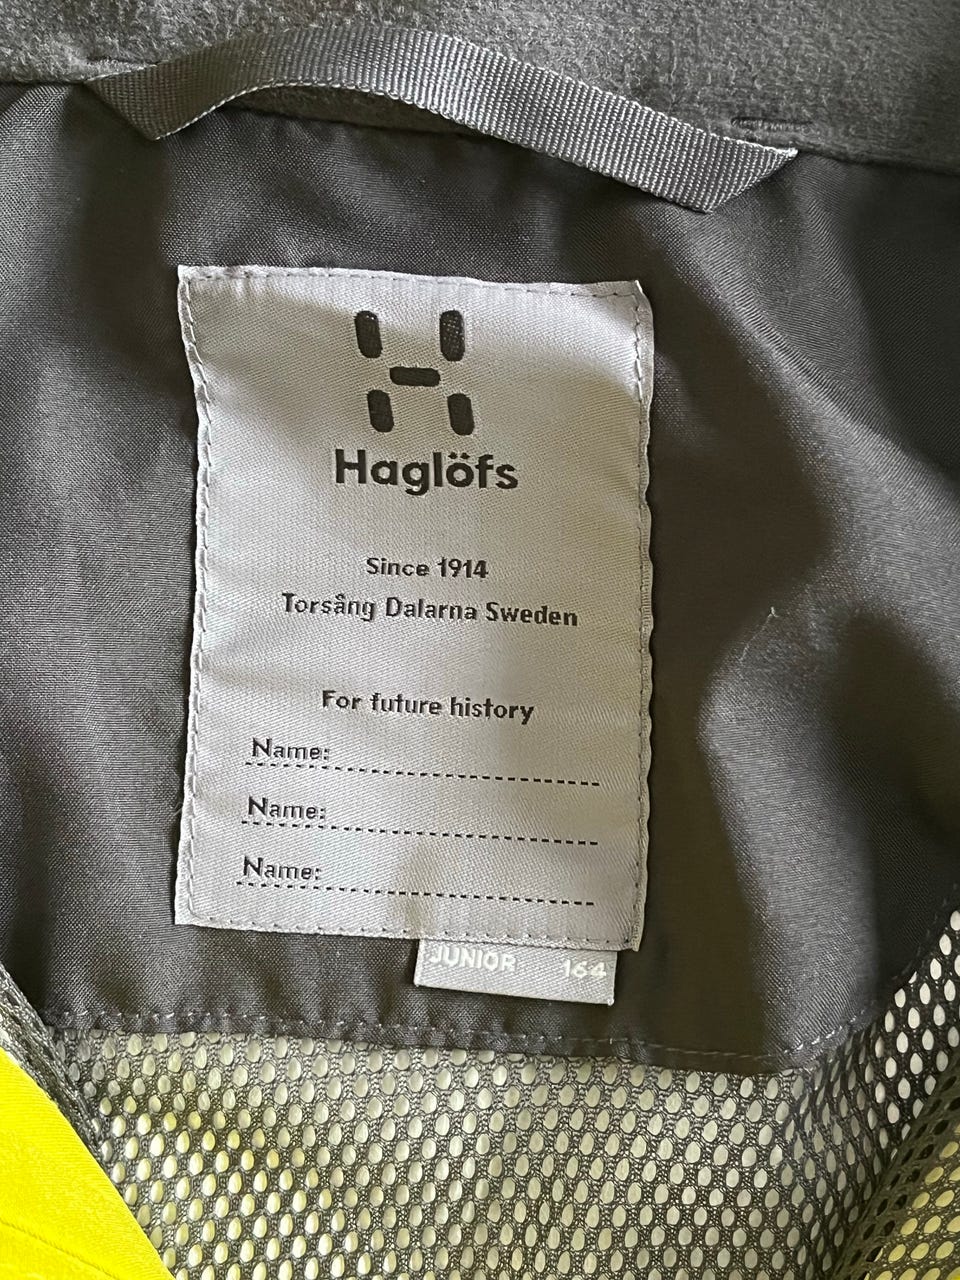 Haglöfs
Since 1914
Torsång Dalarna Sweden
For future history
Name:
Name:
Name:
JUNIOR 164